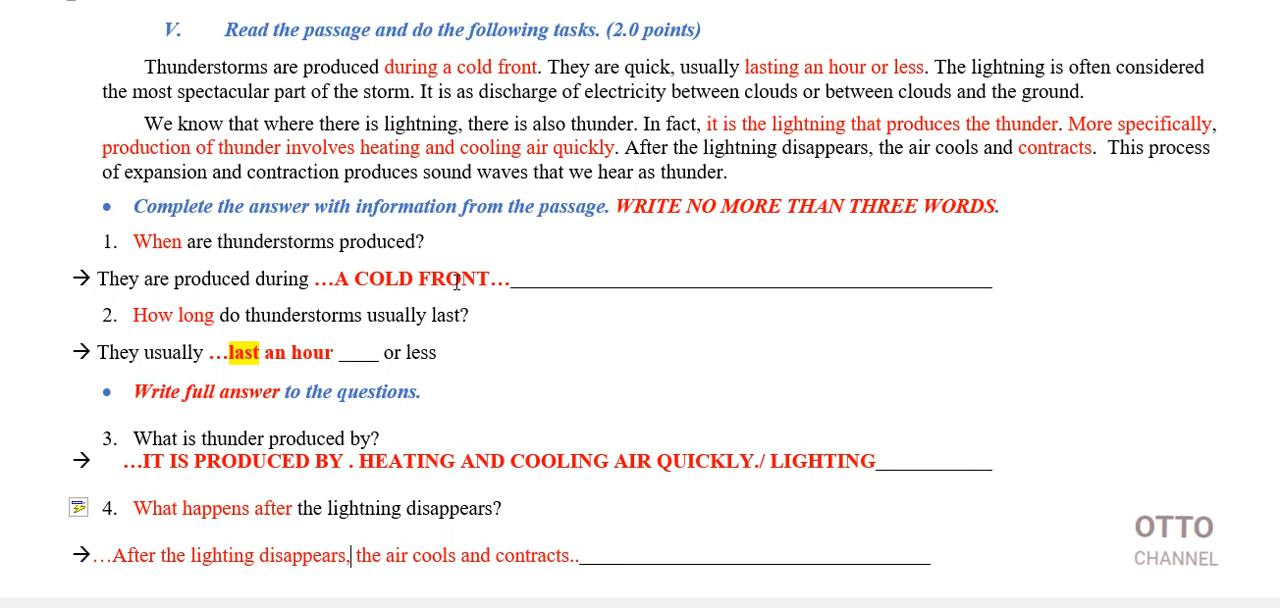 V. Read the passage and do the following tasks. (2.0 points)
Thunderstorms are produced during a cold front. They are quick, usually lasting an hour or less. The lightning is often considered
the most spectacular part of the storm. It is as discharge of electricity between clouds or between clouds and the ground.
We know that where there is lightning, there is also thunder. In fact, it is the lightning that produces the thunder. More specifically,
production of thunder involves heating and cooling air quickly. After the lightning disappears, the air cools and contracts. This process
of expansion and contraction produces sound waves that we hear as thunder.
• Complete the answer with information from the passage. WRITE NO MORE THAN THREE WORDS.
1. When are thunderstorms produced?
→ They are produced during …A COLD FRONT…___
2. How long do thunderstorms usually last?
→ They usually …last an hour ____ or less
• Write full answer to the questions.
3. What is thunder produced by?
→ …IT IS PRODUCED BY . HEATING AND COOLING AIR QUICKLY./ LIGHTING___
4. What happens after the lightning disappears?
→…After the lighting disappears, the air cools and contracts..___
OTTO
CHANNEL